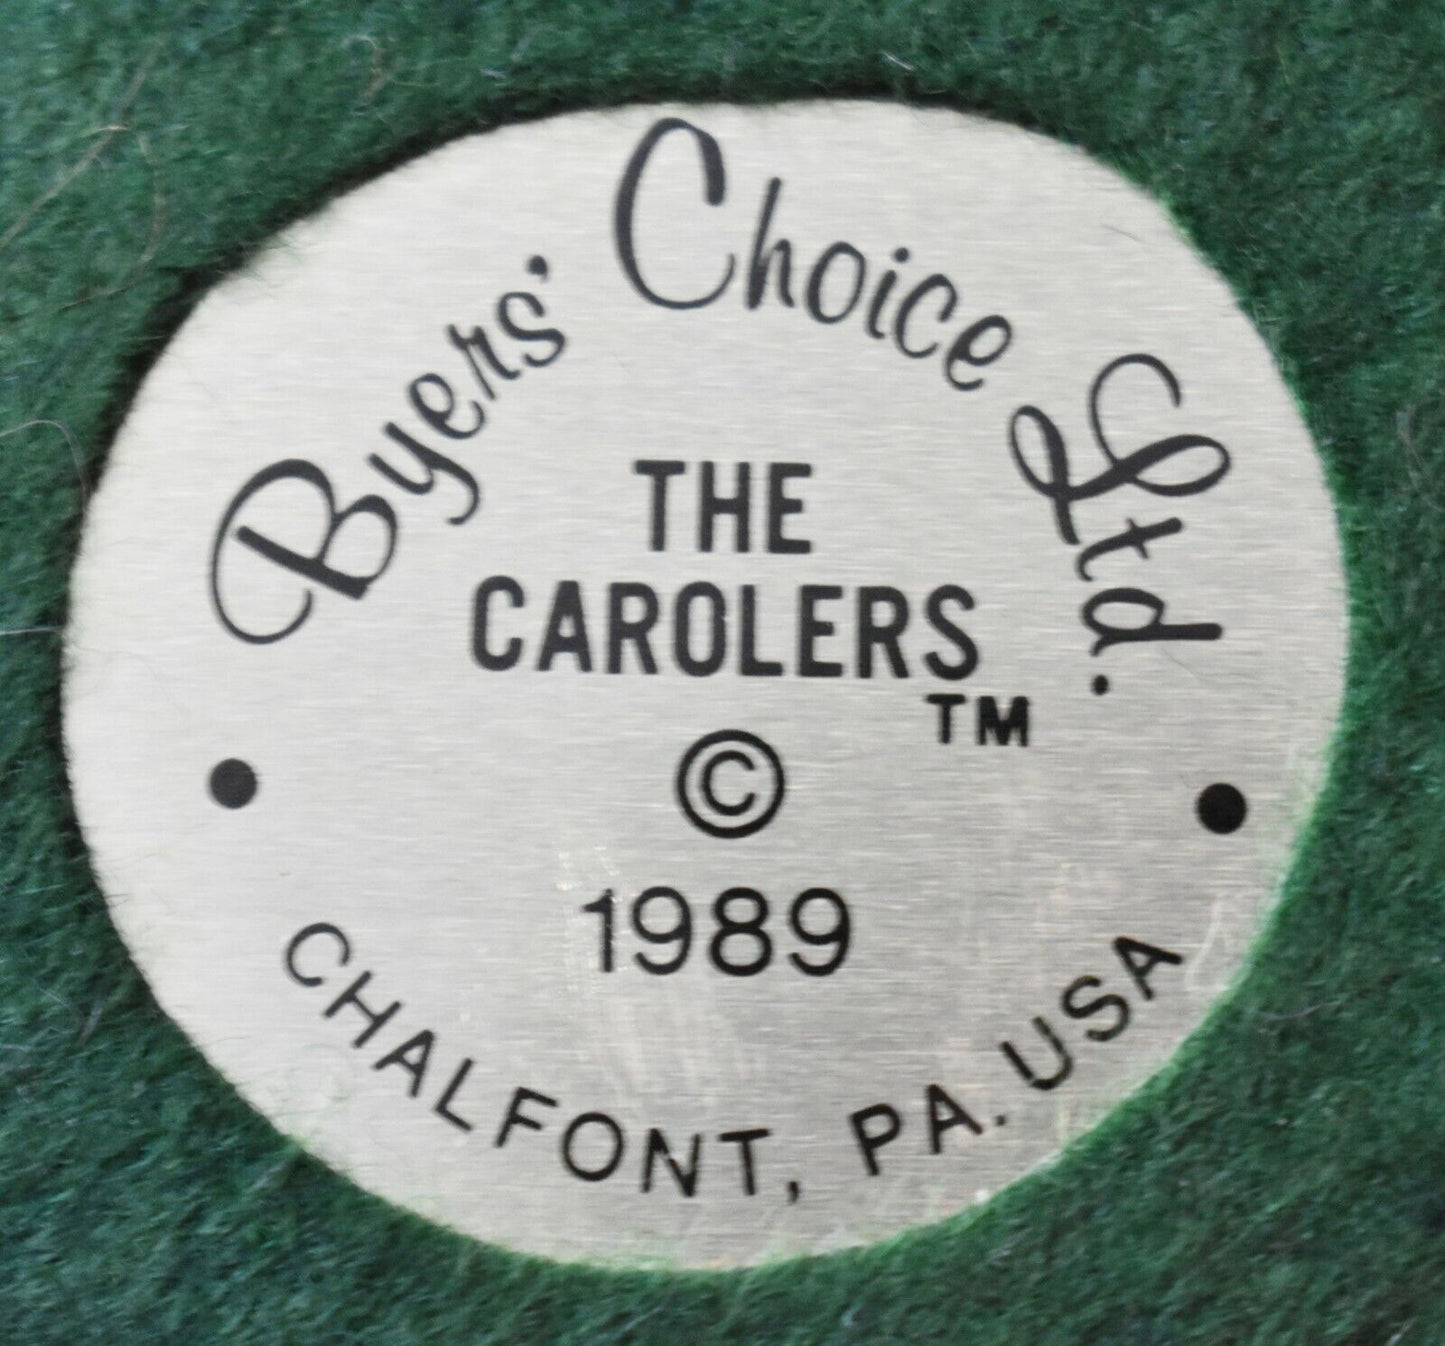 Byers' Choice Ltd.
THE
CAROLERS
TM
©
1989
• CHALFONT, PA. USA •